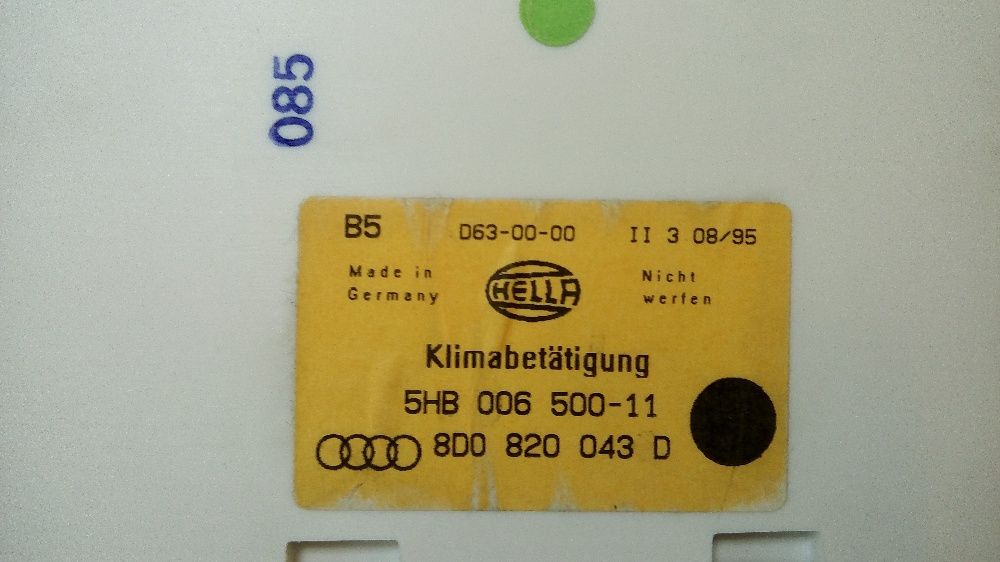 085
B5 D63-00-00 II 3 08/95
Made in
Germany
HELLA
Nicht
werfen
Klimabetätigung
5HB 006 500-11
8D0 820 043 D